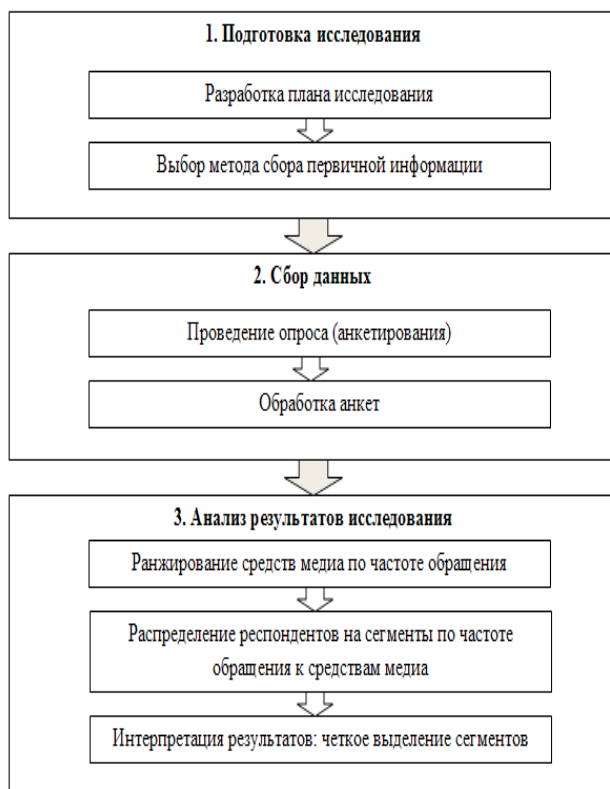 1. Подготовка исследования
Разработка плана исследования
Выбор метода сбора первичной информации
2. Сбор данных
Проведение опроса (анкетирования)
Обработка анкет
3. Анализ результатов исследования
Ранжирование средств медиа по частоте обращения
Распределение респондентов на сегменты по частоте
обращения к средствам медиа
Интерпретация результатов: четкое выделение сегментов